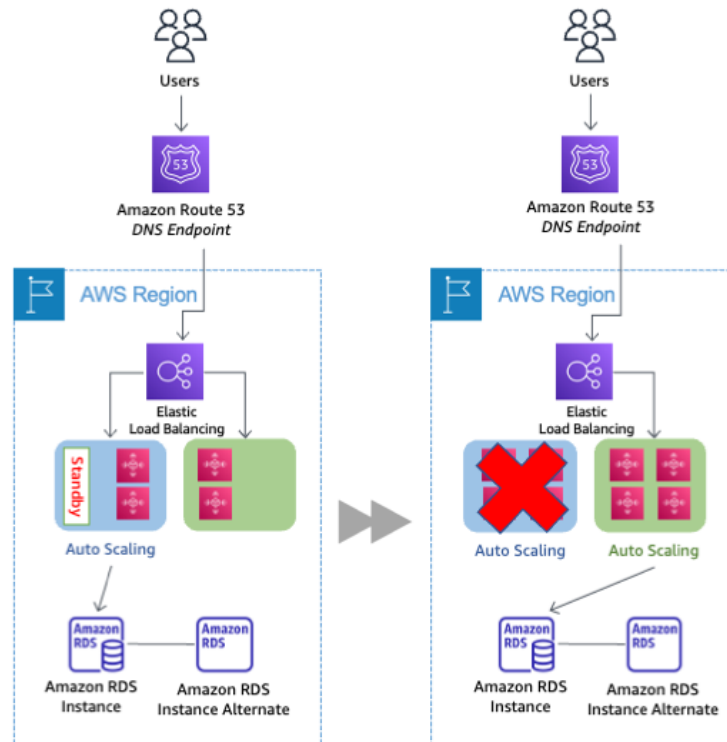 Users
53
Amazon Route 53
DNS Endpoint
AWS Region
Elastic
Load Balancing
Standby
Auto Scaling
Amazon
RDS
Amazon
RDS
Amazon RDS
Instance
Amazon RDS
Instance Alternate
Users
53
Amazon Route 53
DNS Endpoint
AWS Region
Elastic
Load Balancing
Auto Scaling
Auto Scaling
Amazon
RDS
Amazon
RDS
Amazon RDS
Instance
Amazon RDS
Instance Alternate